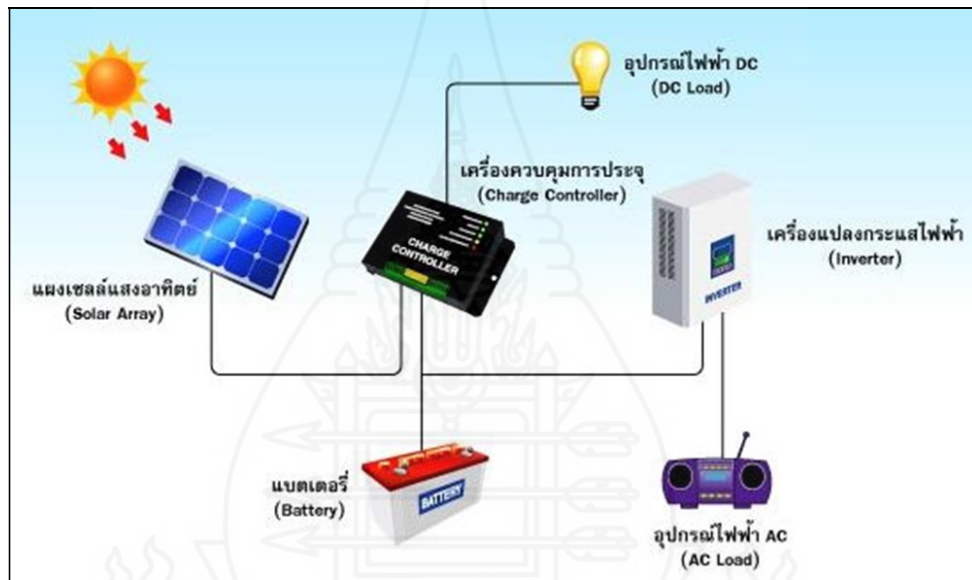 อุปกรณ์ไฟฟ้า DC
(DC Load)
เครื่องควบคุมการประจุ
(Charge Controller)
CHARGE
CONTROLLER
เครื่องแปลงกระแสไฟฟ้า
(Inverter)
INVERTER
แผงเซลล์แสงอาทิตย์
(Solar Array)
แบตเตอรี่
(Battery)
BATTERY
อุปกรณ์ไฟฟ้า AC
(AC Load)